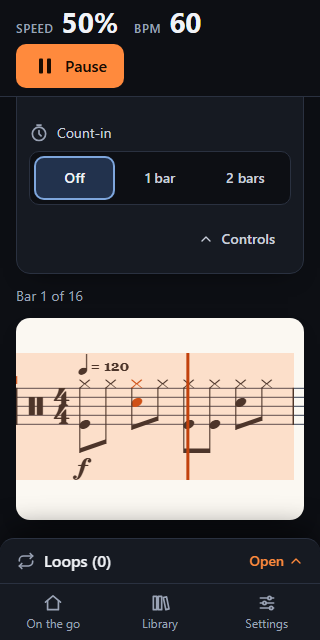 SPEED 50% BPM 60
Pause
Count-in
Off 1 bar 2 bars
Controls
Bar 1 of 16
= 120
4
4
f
Loops (0) Open
On the go Library Settings